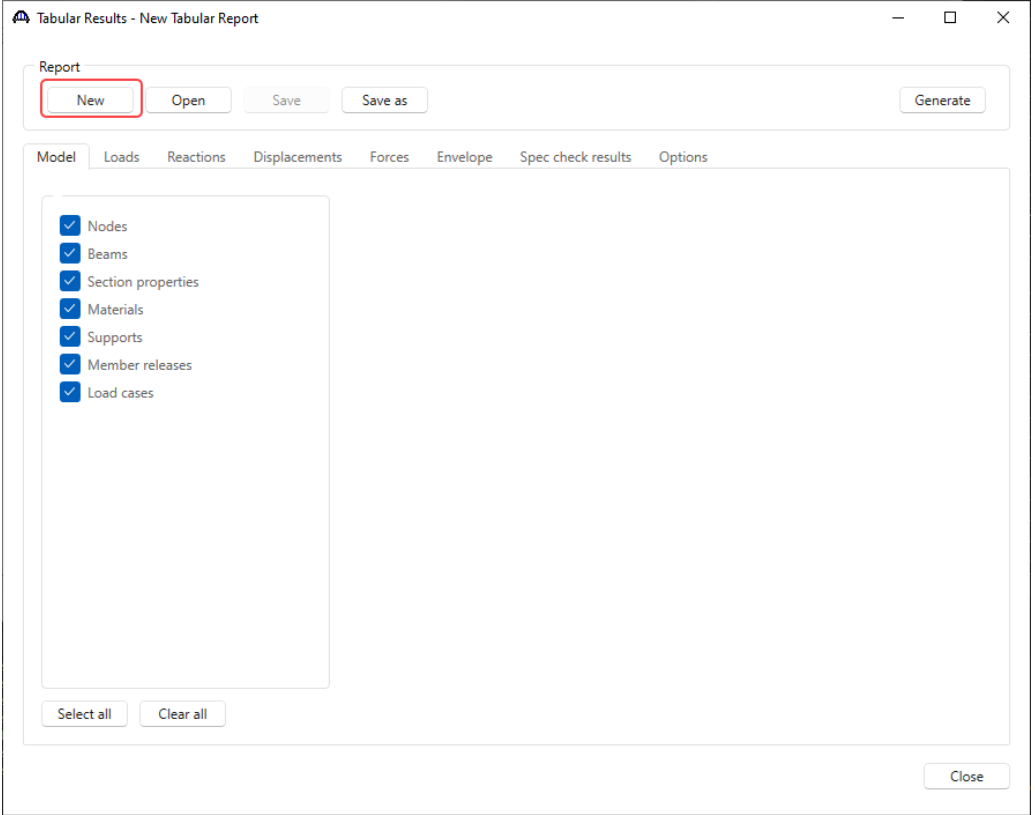 Tabular Results - New Tabular Report
Report
New Open Save Save as Generate
Model Loads Reactions Displacements Forces Envelope Spec check results Options
Nodes
Beams
Section properties
Materials
Supports
Member releases
Load cases
Select all Clear all
Close